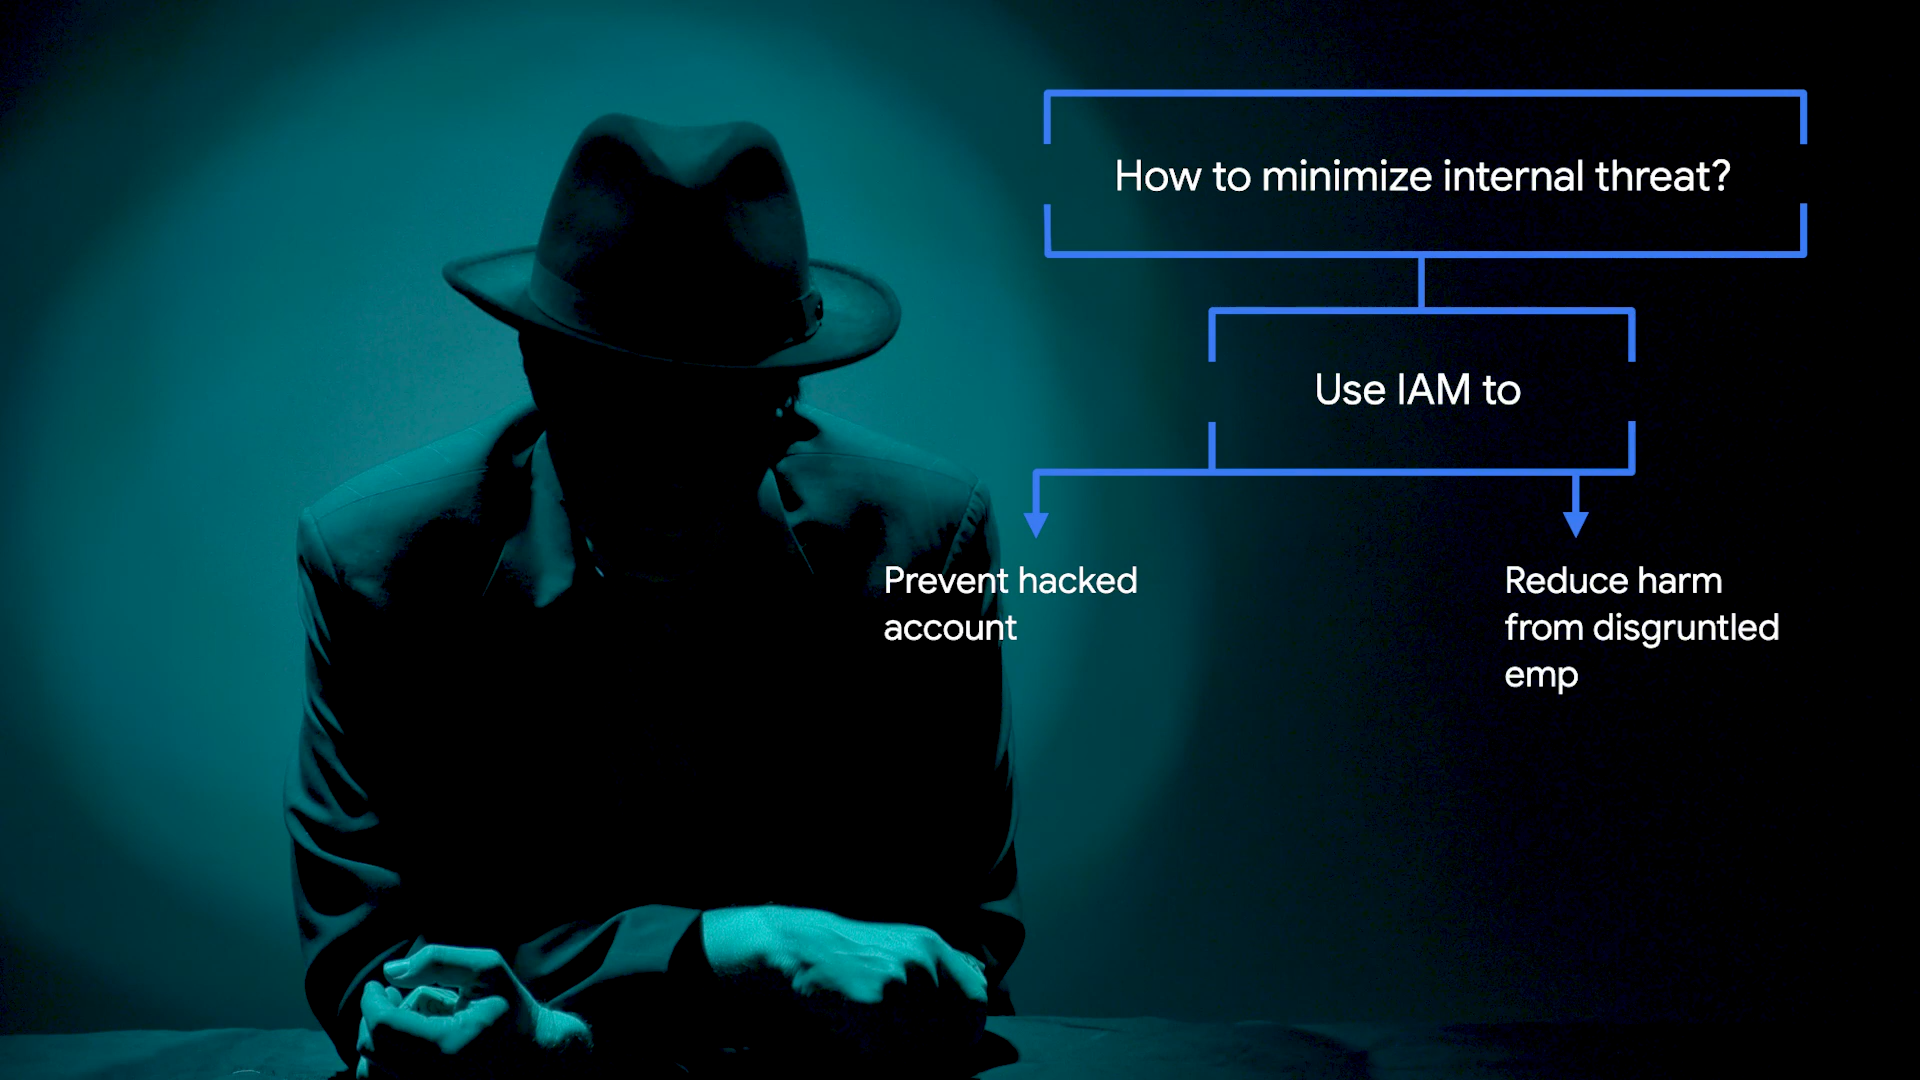 How to minimize internal threat?
Use IAM to
Prevent hacked
account
Reduce harm
from disgruntled
emp